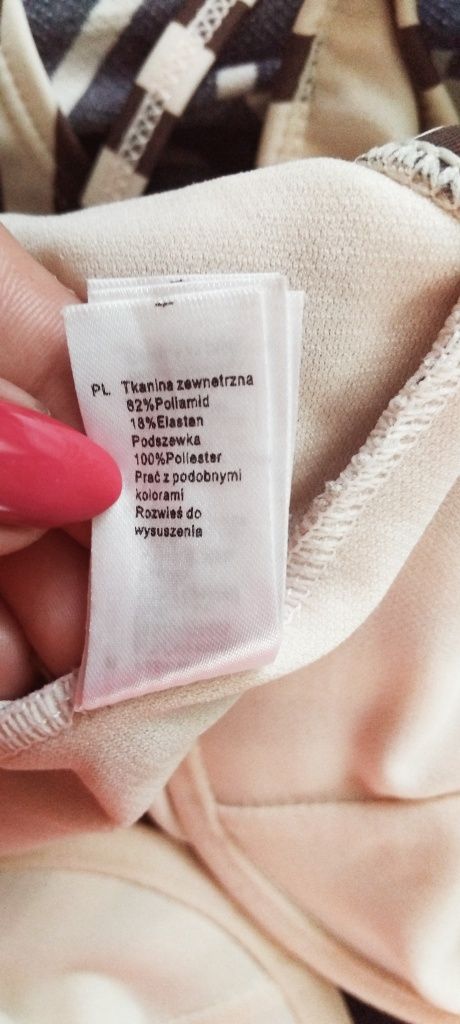 PL Tkanina zewnetrzna
82%Poliamid
18%Elastan
Podszewka
100%Poliester
Prać z podobnymi
kolorami
Rozwieś do
wysuszenia